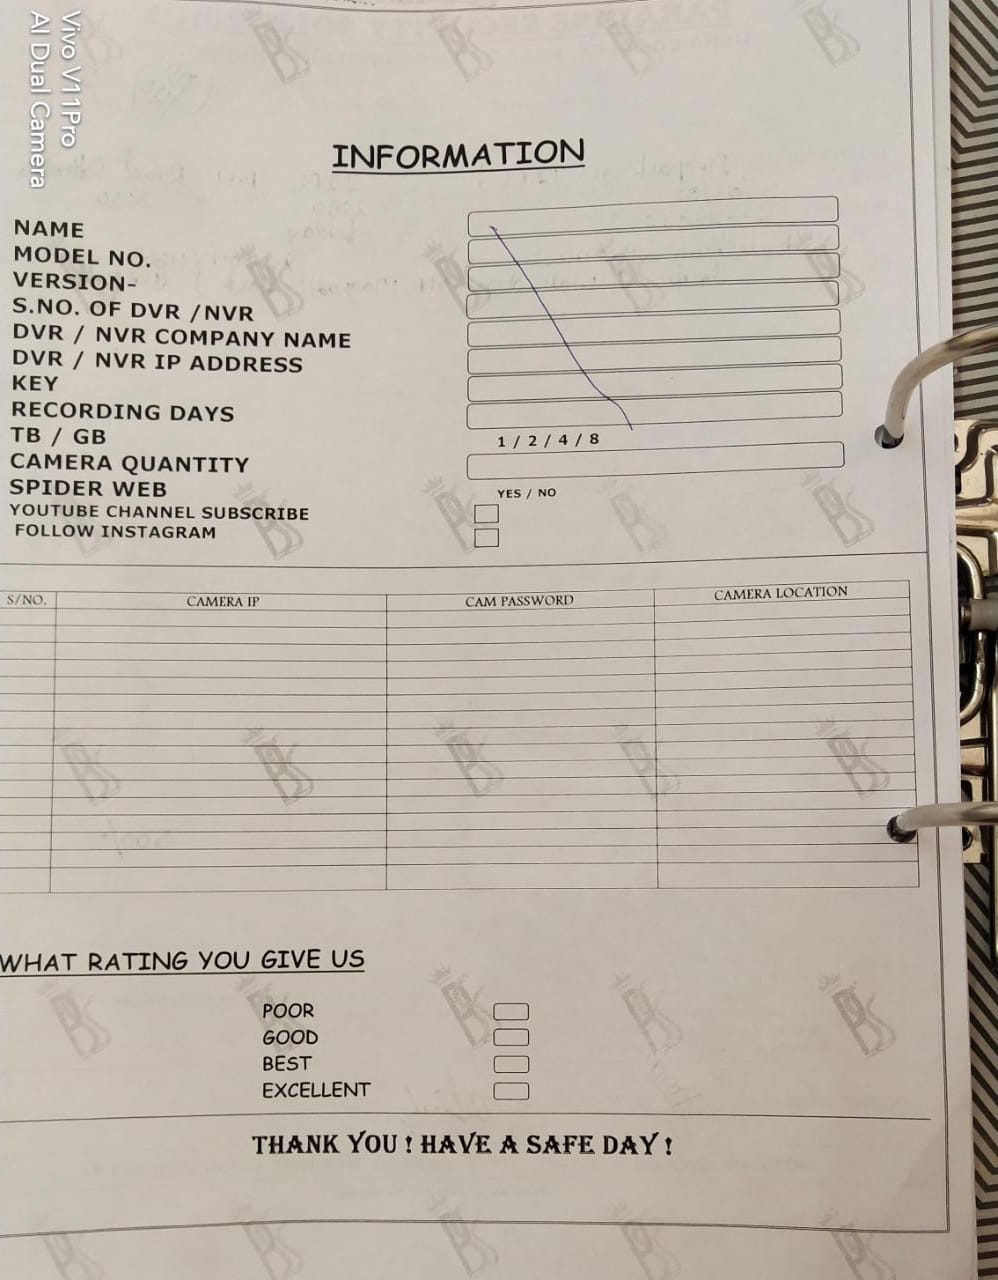 Vivo V11Pro
AI Dual Camera
INFORMATION
NAME
MODEL NO.
VERSION-
S.NO. OF DVR /NVR
DVR / NVR COMPANY NAME
DVR / NVR IP ADDRESS
KEY
RECORDING DAYS
TB / GB 1 / 2 / 4 / 8
CAMERA QUANTITY
SPIDER WEB YES / NO
YOUTUBE CHANNEL SUBSCRIBE
FOLLOW INSTAGRAM
S/NO. CAMERA IP CAM PASSWORD CAMERA LOCATION
WHAT RATING YOU GIVE US
POOR
GOOD
BEST
EXCELLENT
THANK YOU ! HAVE A SAFE DAY !